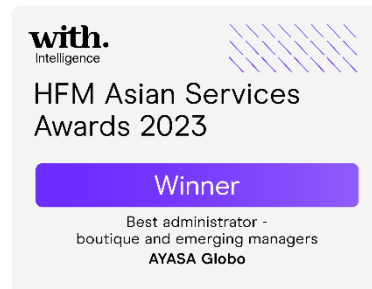 with.
Intelligence
HFM Asian Services
Awards 2023
Winner
Best administrator -
boutique and emerging managers
AYASA Globo